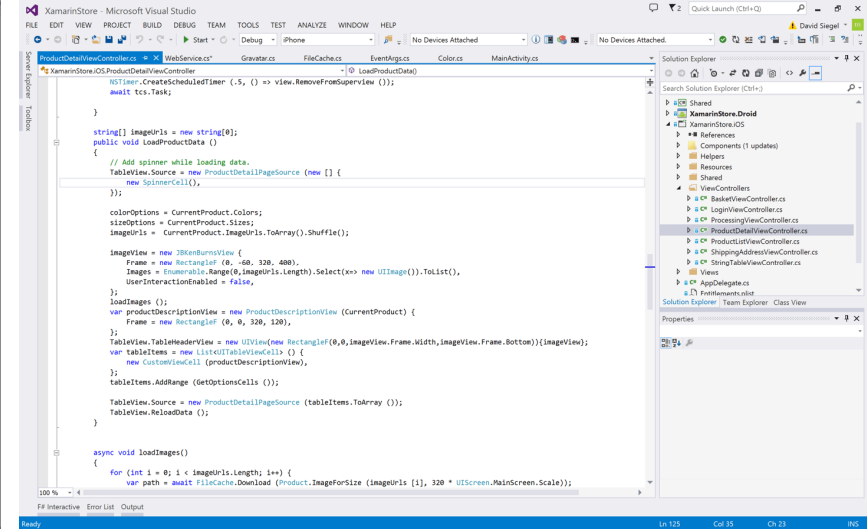 XamarinStore - Microsoft Visual Studio
2
Quick Launch (Ctrl+Q)
FILE EDIT VIEW PROJECT BUILD DEBUG TEAM TOOLS TEST ANALYZE WINDOW HELP
David Siegel
Start Debug iPhone No Devices Attached No Devices Attached.
Server Explorer
Toolbox
ProductDetailViewController.cs WebService.cs* Gravatar.cs FileCache.cs EventArgs.cs Color.cs MainActivity.cs
XamarinStore.iOS.ProductDetailViewController LoadProductData()
NSTimer.CreateScheduledTimer (.5, () => view.RemoveFromSuperview ());
await tcs.Task;
}
string[] imageUrls = new string[0];
public void LoadProductData ()
{
// Add spinner while loading data.
TableView.Source = new ProductDetailPageSource (new [] {
new SpinnerCell(),
});
colorOptions = CurrentProduct.Colors;
sizeOptions = CurrentProduct.Sizes;
imageUrls = CurrentProduct.ImageUrls.ToArray().Shuffle();
imageView = new JBKenBurnsView {
Frame = new RectangleF (0, -60, 320, 400),
Images = Enumerable.Range(0,imageUrls.Length).Select(x=> new UIImage()).ToList(),
UserInteractionEnabled = false,
};
loadImages ();
var productDescriptionView = new ProductDescriptionView (CurrentProduct) {
Frame = new RectangleF (0, 0, 320, 120),
};
TableView.TableHeaderView = new UIView(new RectangleF(0,0,imageView.Frame.Width,imageView.Frame.Bottom)){imageView};
var tableItems = new List<UITableViewCell> () {
new CustomViewCell (productDescriptionView),
};
tableItems.AddRange (GetOptionsCells ());
TableView.Source = new ProductDetailPageSource (tableItems.ToArray ());
TableView.ReloadData ();
}
async void loadImages()
{
for (int i = 0; i < imageUrls.Length; i++) {
var path = await FileCache.Download (Product.ImageForSize (imageUrls [i], 320 * UIScreen.MainScreen.Scale));
100 %
F# Interactive Error List Output
Solution Explorer
Search Solution Explorer (Ctrl+;)
Shared
XamarinStore.Droid
XamarinStore.iOS
References
Components (1 updates)
Helpers
Resources
Shared
ViewControllers
BasketViewController.cs
LoginViewController.cs
ProcessingViewController.cs
ProductDetailViewController.cs
ProductListViewController.cs
ShippingAddressViewController.cs
StringTableViewController.cs
Views
AppDelegate.cs
Entitlements.plist
Solution Explorer Team Explorer Class View
Properties
Ready Ln 125 Col 35 Ch 23 INS